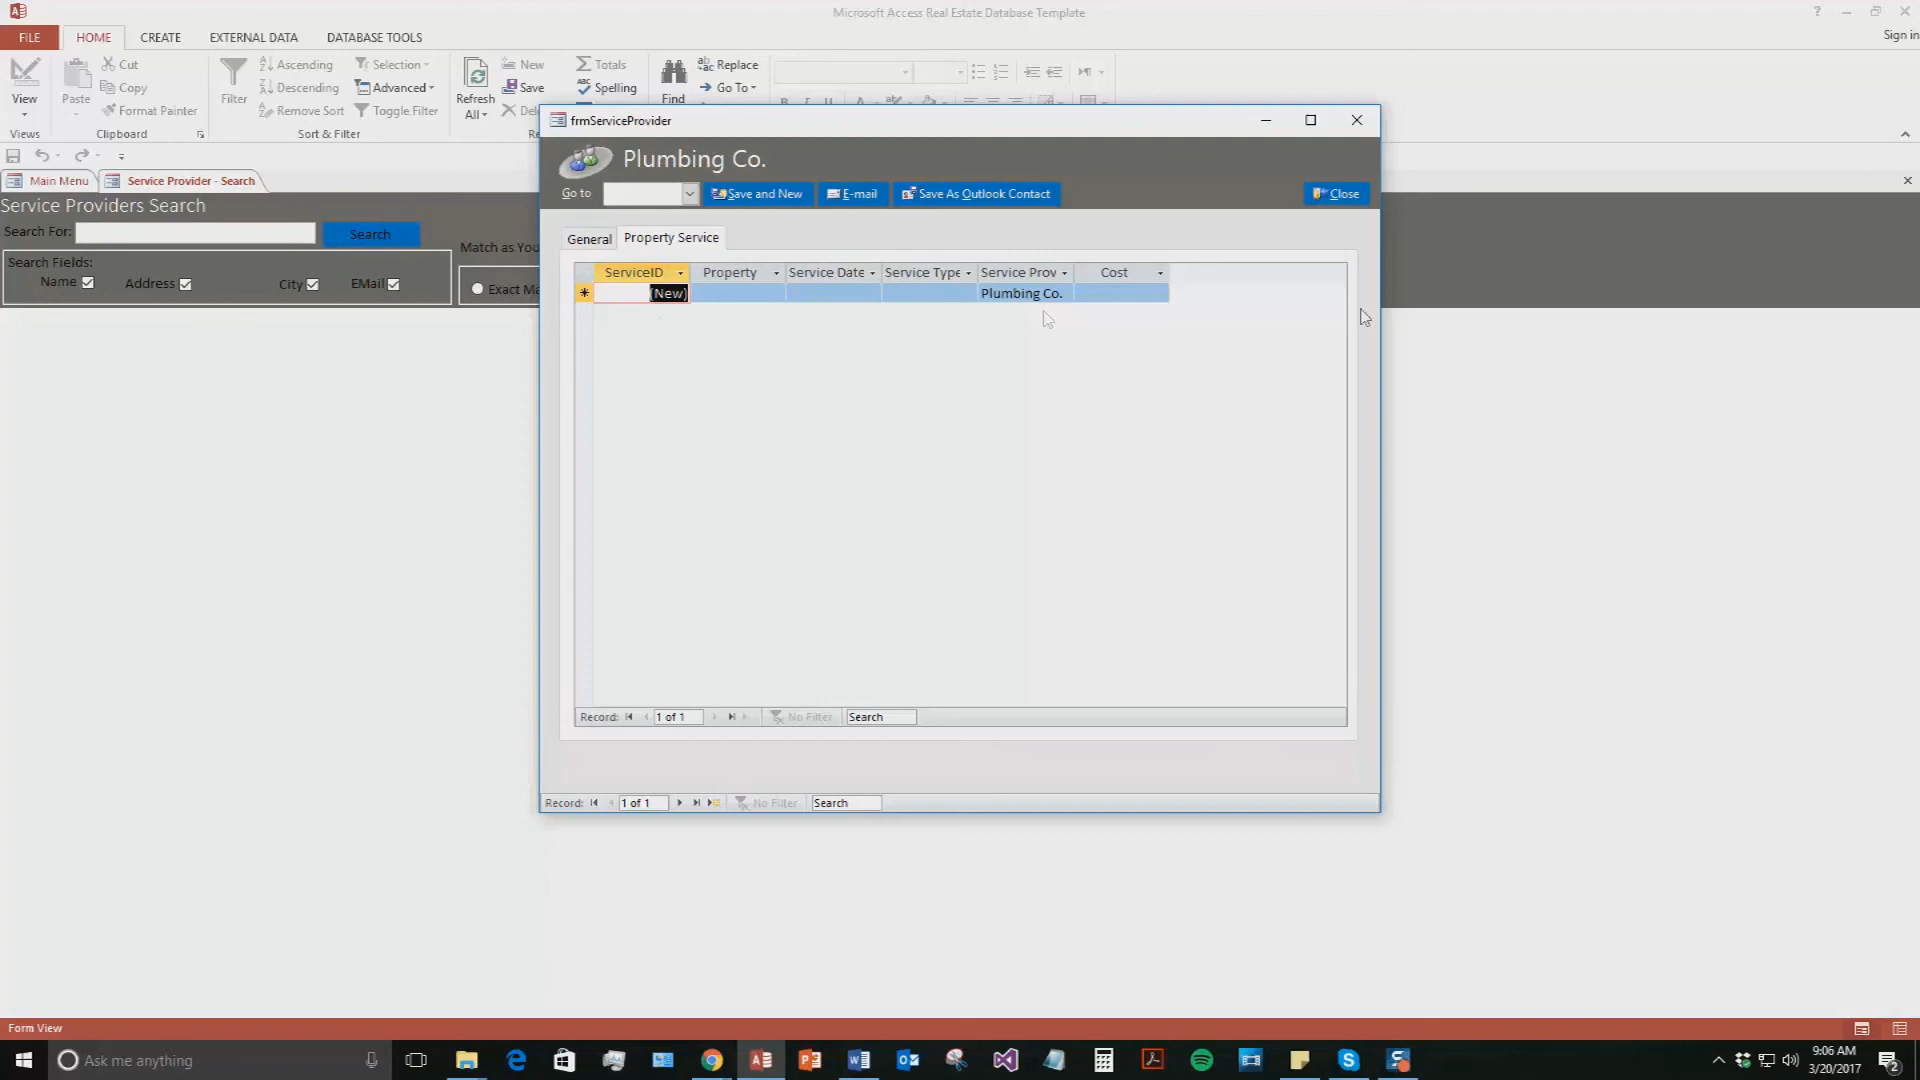 Microsoft Access Real Estate Database Template
?
FILE HOME CREATE EXTERNAL DATA DATABASE TOOLS
Sign in
View
Views
Paste
Cut
Copy
Format Painter
Clipboard
Filter
Ascending
Descending
Remove Sort
Selection
Advanced
Toggle Filter
Sort & Filter
Refresh
All
New
Save
Totals
Spelling
Find
Replace
Go To
Main Menu
Service Provider - Search
Service Providers Search
Search For:
Search
Search Fields:
Name
Address
City
EMail
Match as You
Exact Ma
frmServiceProvider
Plumbing Co.
Go to
Save and New
E-mail
Save As Outlook Contact
Close
General
Property Service
ServiceID Property Service Date Service Type Service Prov Cost
(New) Plumbing Co.
Record: 1 of 1 No Filter Search
Record: 1 of 1 No Filter Search
Form View
Ask me anything
9:06 AM
3/20/2017
2